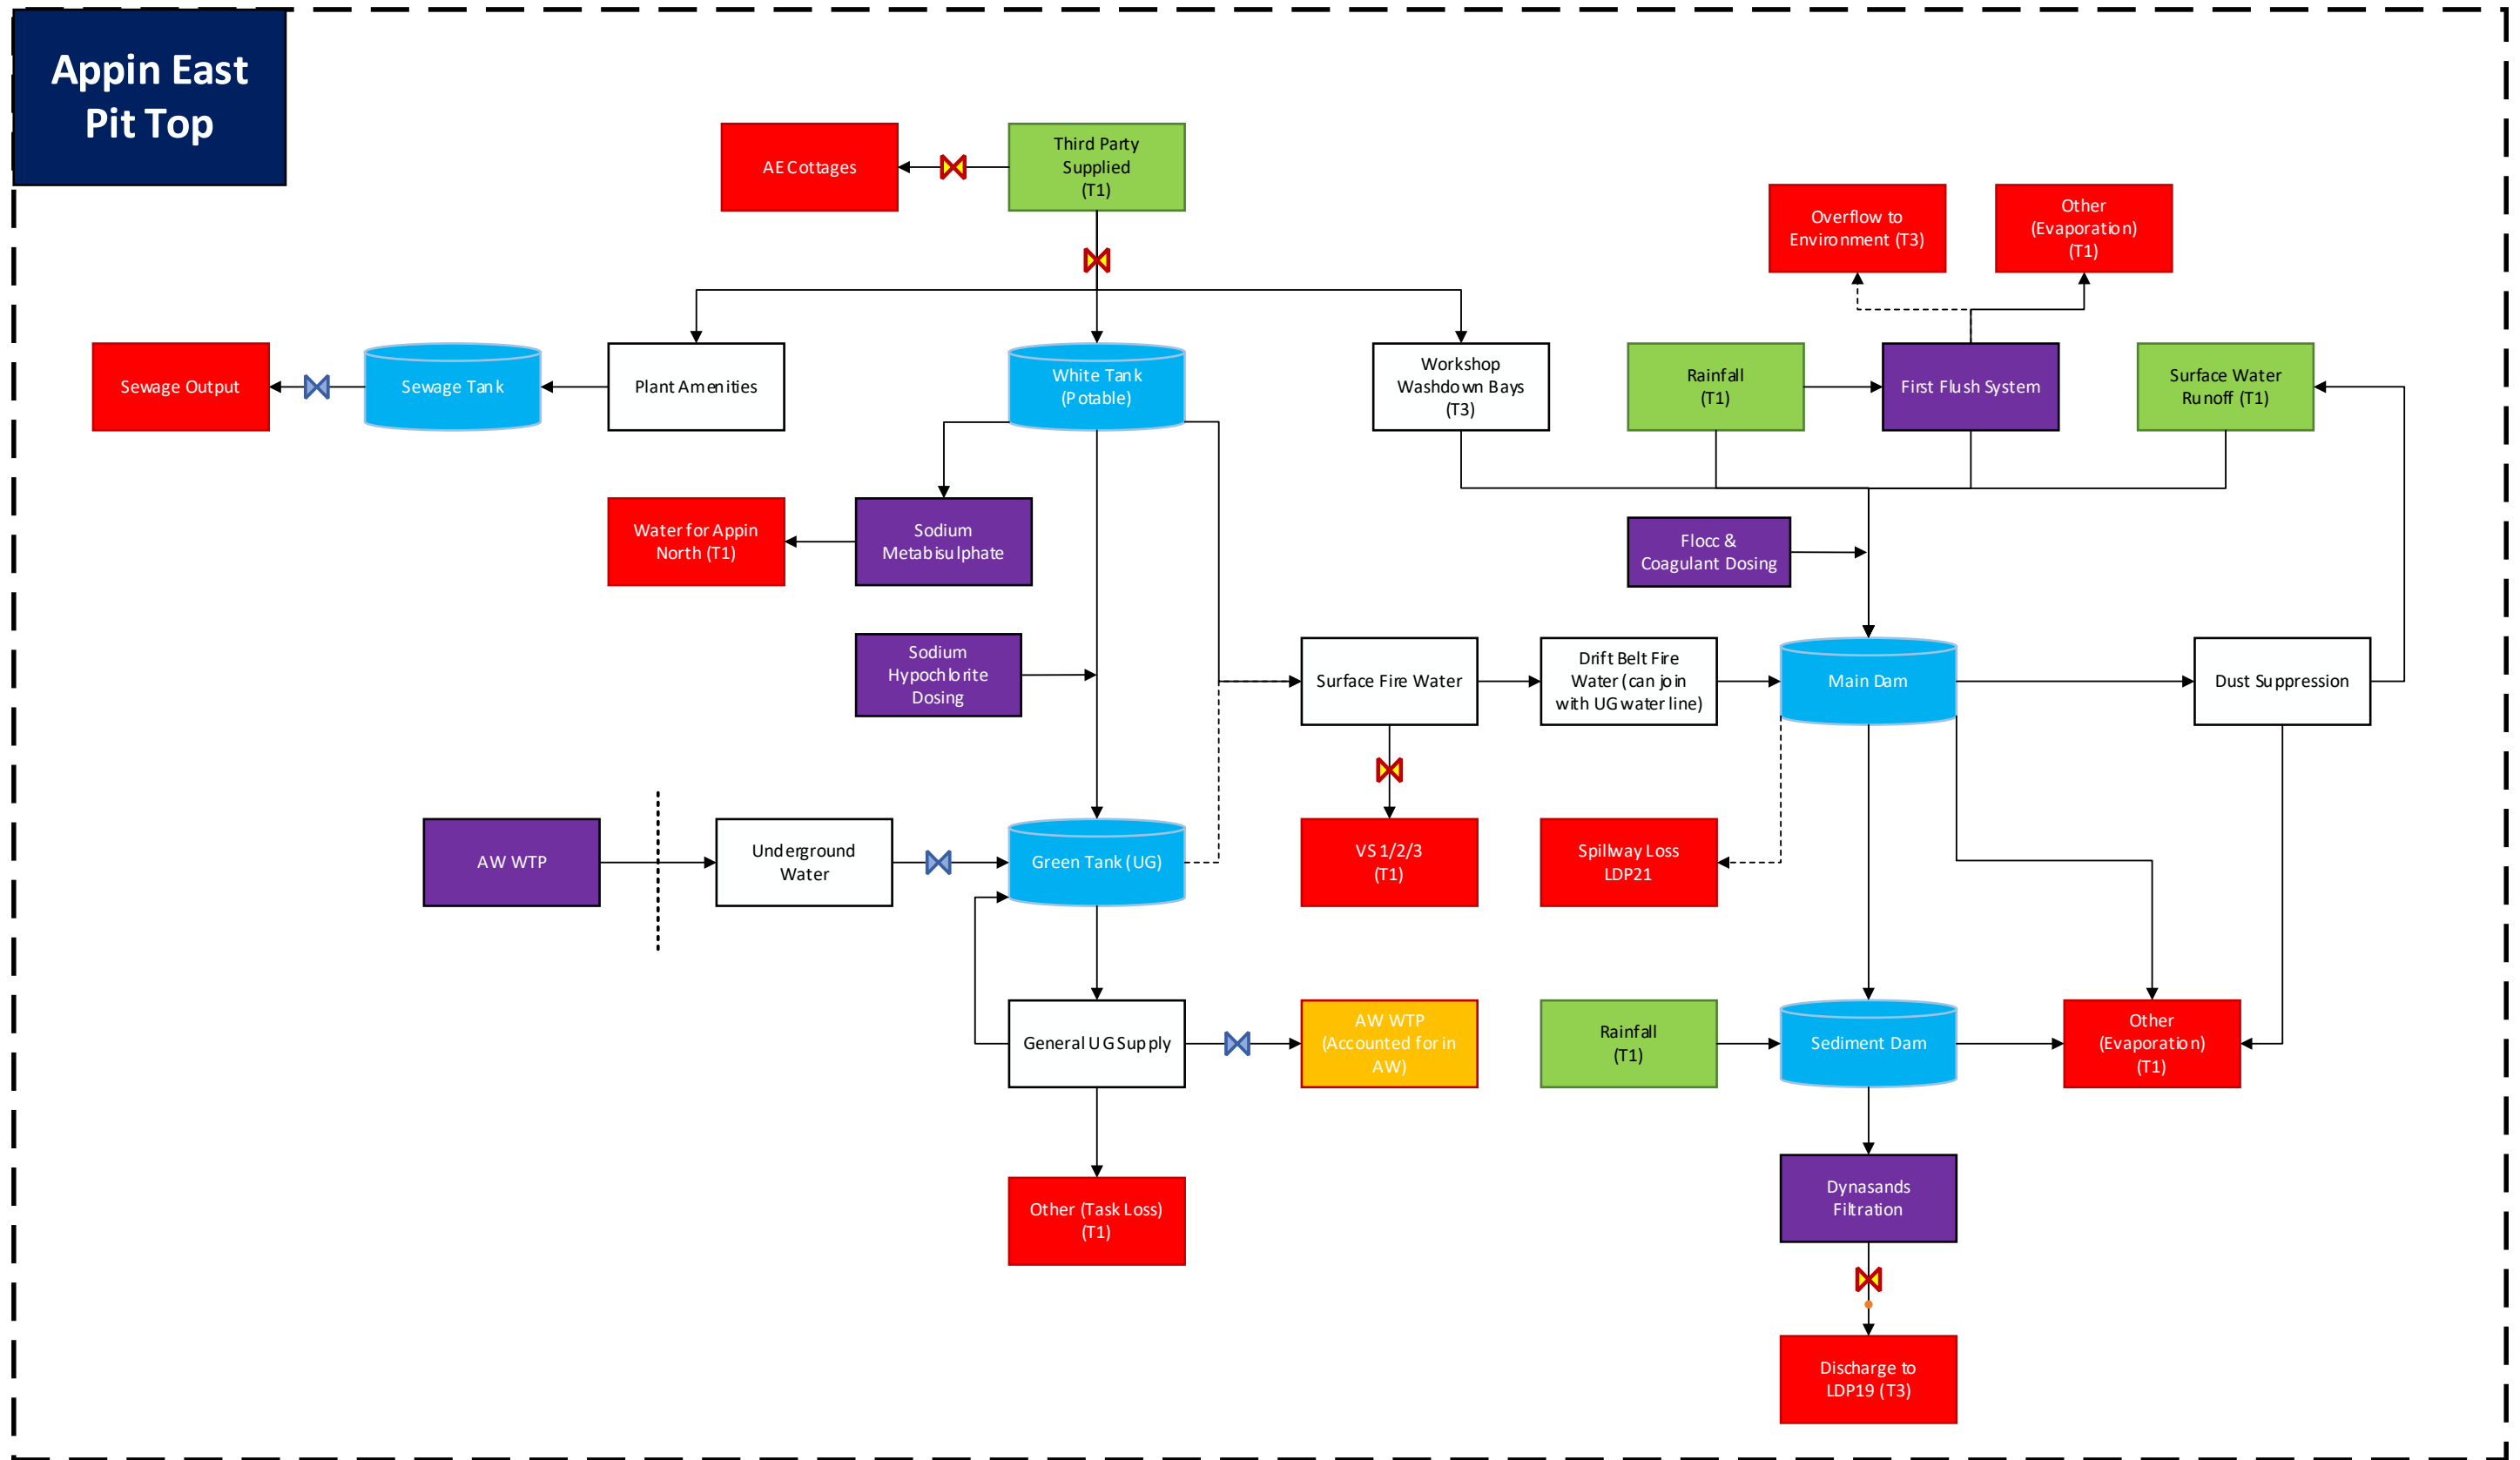 Appin East
Pit Top
AE Cottages
Third Party
Supplied
(T1)
Overflow to
Environment (T3)
Other
(Evaporation)
(T1)
Sewage Output
Sewage Tank
Plant Amenities
White Tank
(Potable)
Workshop
Washdown Bays
(T3)
Rainfall
(T1)
First Flush System
Surface Water
Runoff (T1)
Water for Appin
North (T1)
Sodium
Metabisulphate
Flocc &
Coagulant Dosing
Sodium
Hypochlorite
Dosing
Surface Fire Water
Drift Belt Fire
Water (can join
with UG water line)
Main Dam
Dust Suppression
AW WTP
Underground
Water
Green Tank (UG)
VS 1/2/3
(T1)
Spillway Loss
LDP21
General UG Supply
AW WTP
(Accounted for in
AW)
Rainfall
(T1)
Sediment Dam
Other
(Evaporation)
(T1)
Other (Task Loss)
(T1)
Dynasands
Filtration
Discharge to
LDP19 (T3)